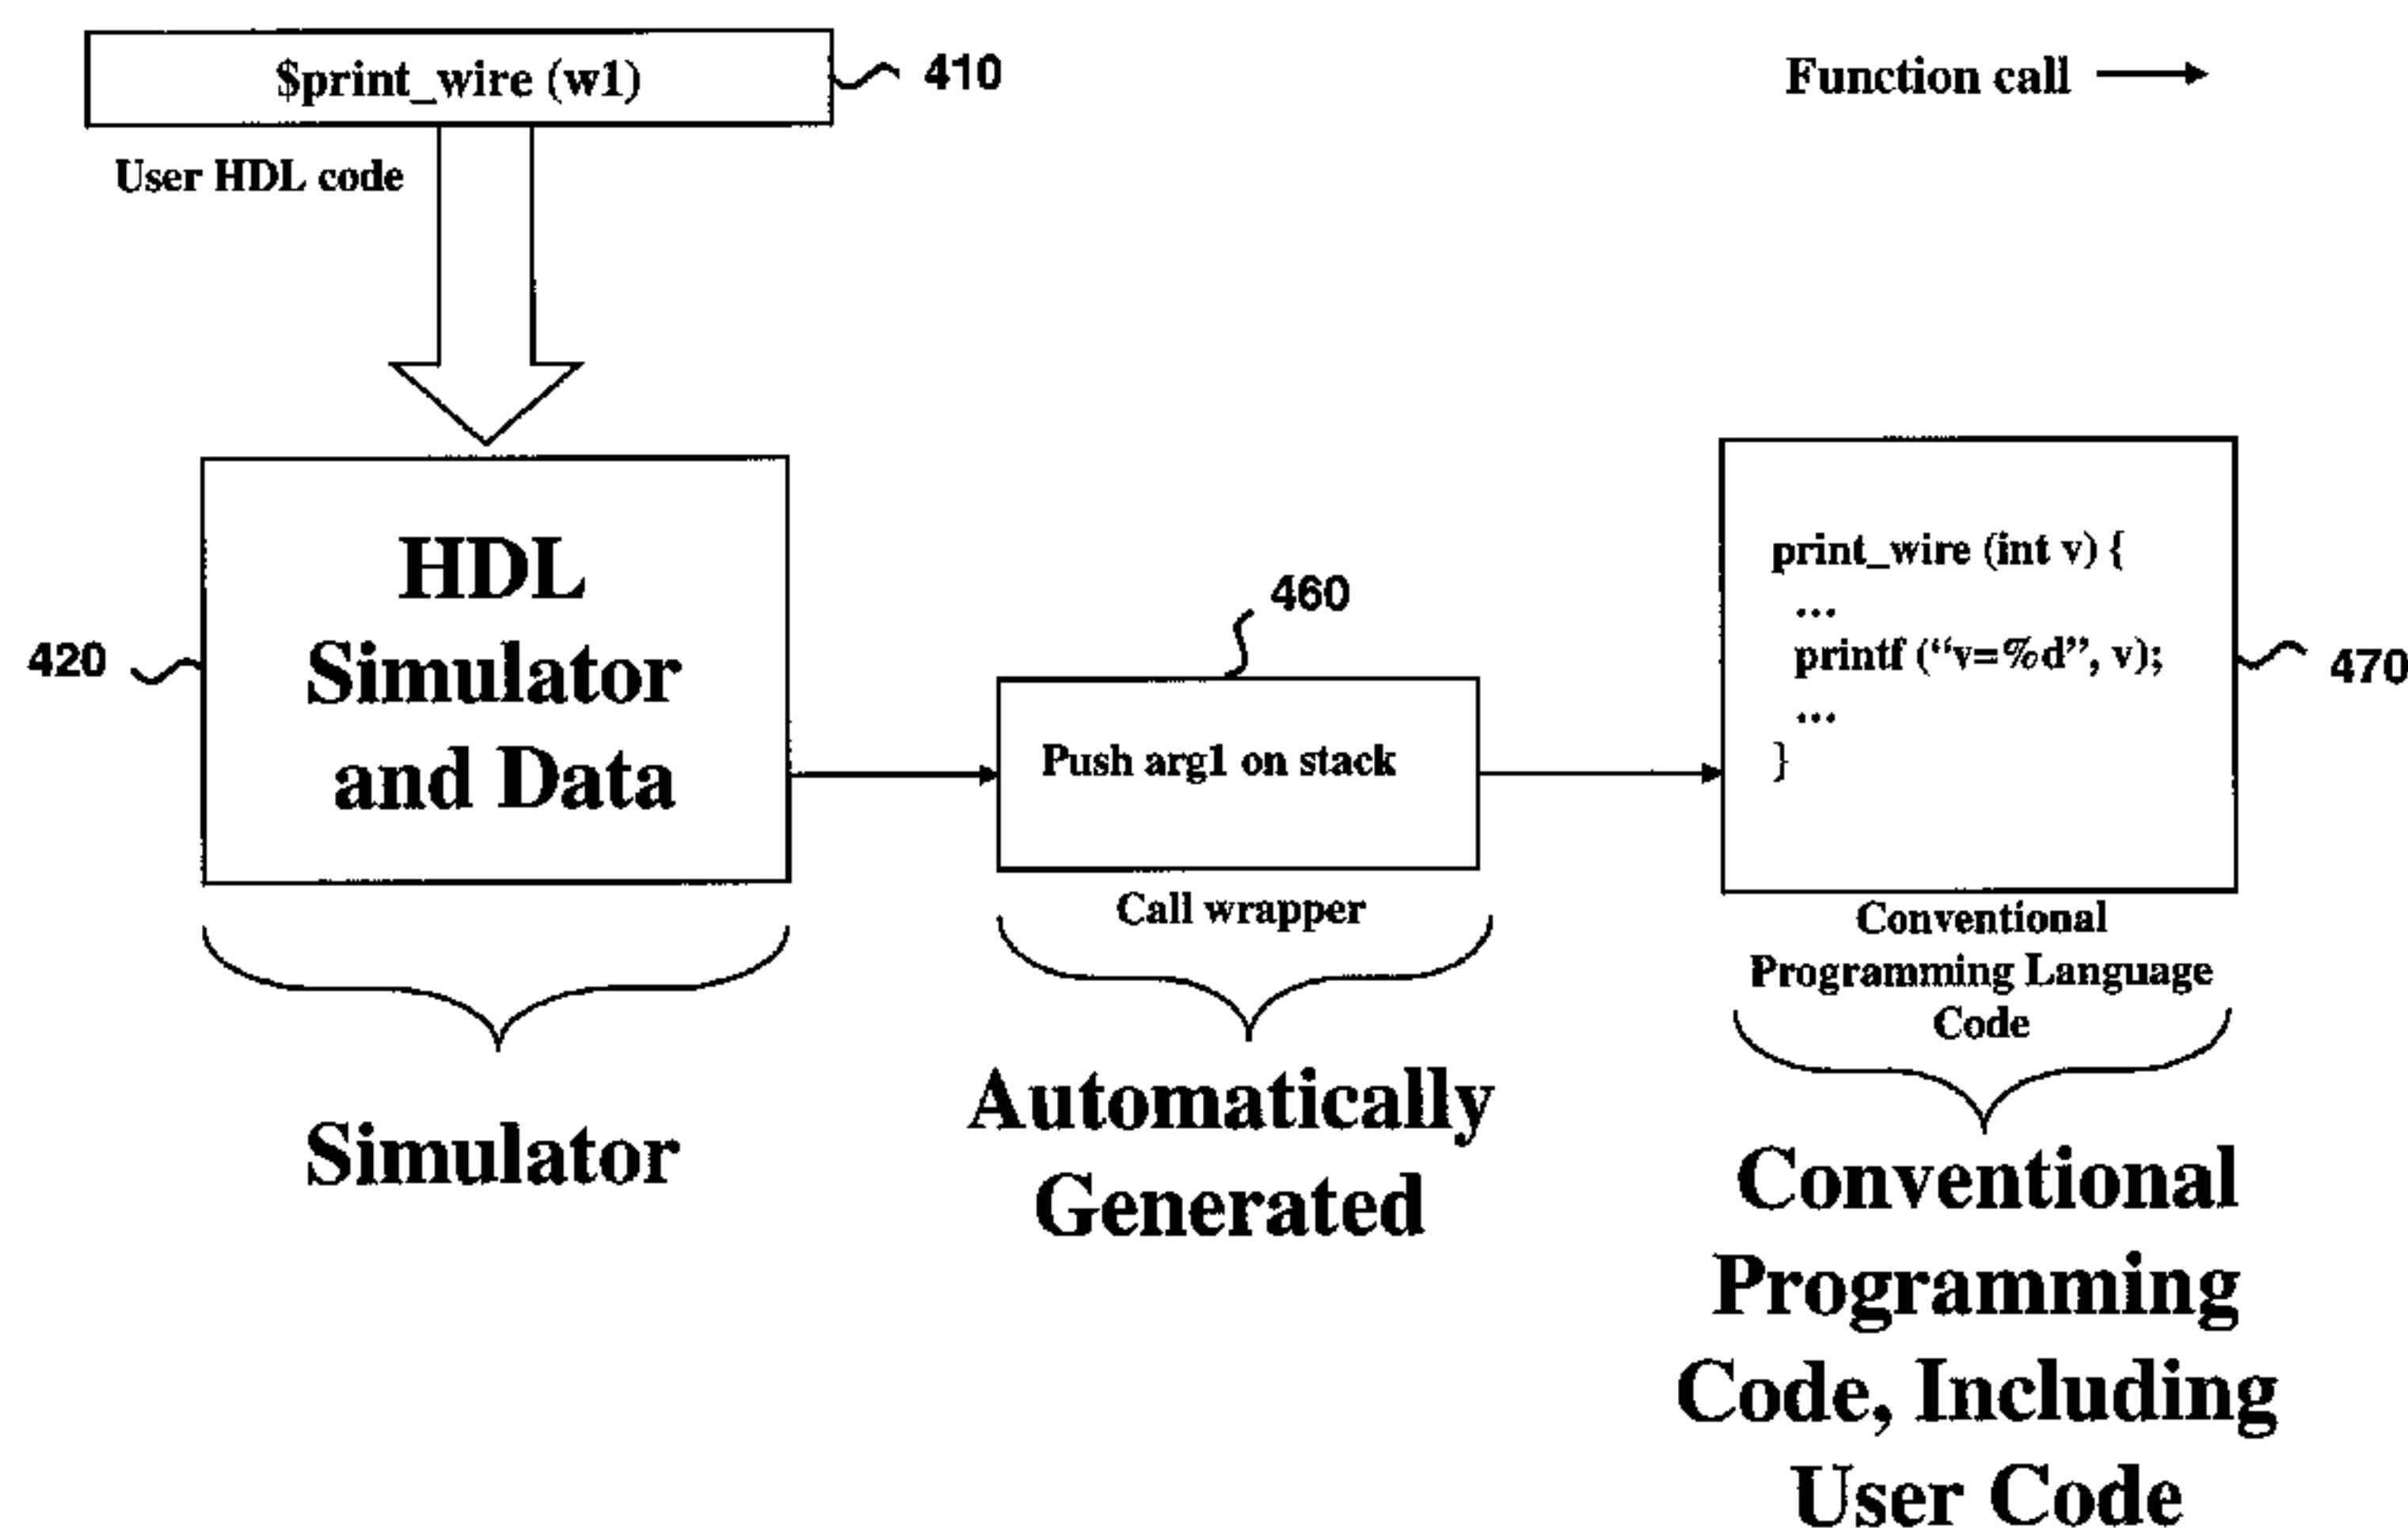 $print_wire (w1)
410
Function call
User HDL code
HDL
Simulator
and Data
420
460
Push arg1 on stack
Call wrapper
print_wire (int v) {
...
printf (“v=%d”, v);
...
}
470
Conventional
Programming Language
Code
Simulator
Automatically
Generated
Conventional
Programming
Code, Including
User Code